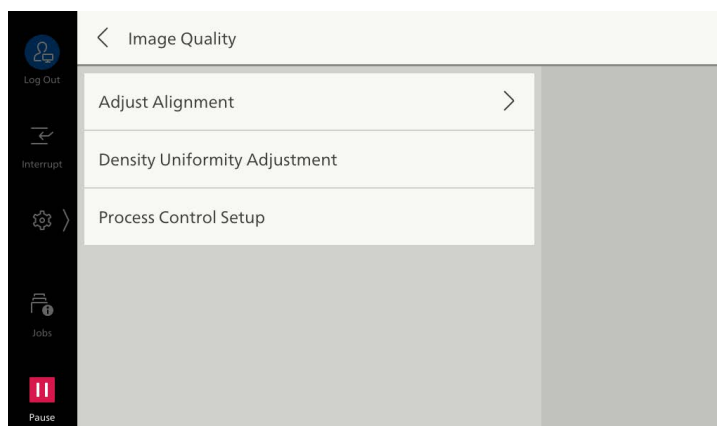 Image Quality
Log Out
Adjust Alignment
Interrupt
Density Uniformity Adjustment
Process Control Setup
Jobs
Pause